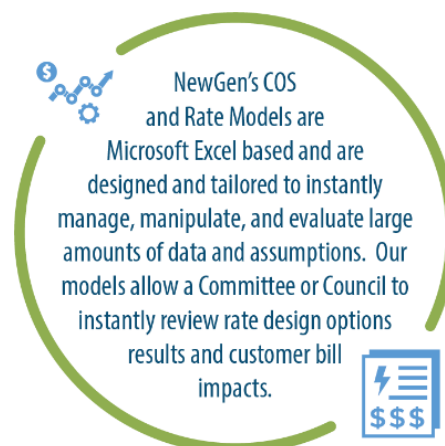 $
NewGen's COS
and Rate Models are
Microsoft Excel based and are
designed and tailored to instantly
manage, manipulate, and evaluate large
amounts of data and assumptions.  Our
models allow a Committee or Council to
instantly review rate design options
results and customer bill
impacts.
$$$